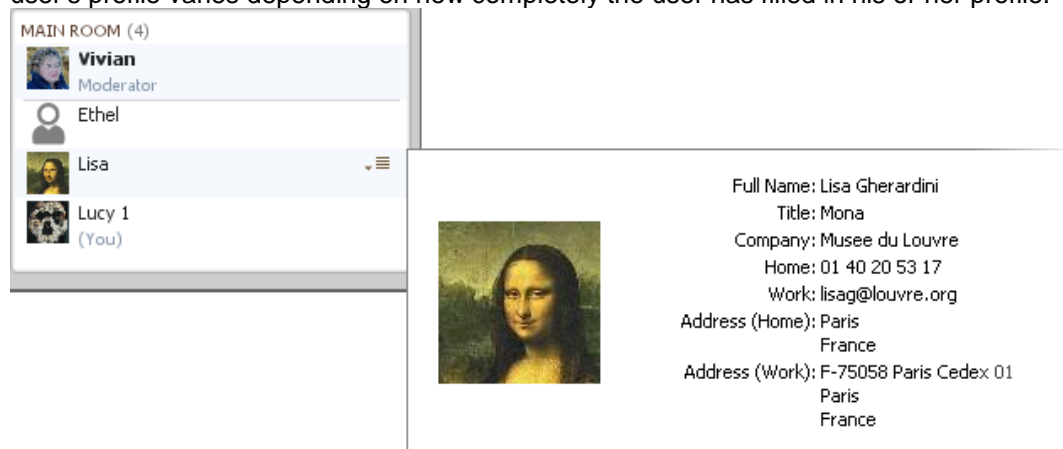 user's profile varies depending on how completely the user has filled in his or her profile.
MAIN ROOM (4)
Vivian
Moderator
Ethel
Lisa
Lucy 1
(You)
Full Name: Lisa Gherardini
Title: Mona
Company: Musee du Louvre
Home: 01 40 20 53 17
Work: lisag@louvre.org
Address (Home): Paris
France
Address (Work): F-75058 Paris Cedex 01
Paris
France